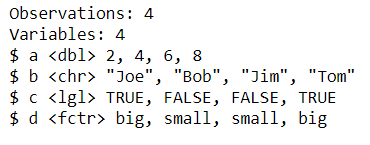 Observations: 4
Variables: 4
$ a <dbl> 2, 4, 6, 8
$ b <chr> "Joe", "Bob", "Jim", "Tom"
$ c <lgl> TRUE, FALSE, FALSE, TRUE
$ d <fctr> big, small, small, big